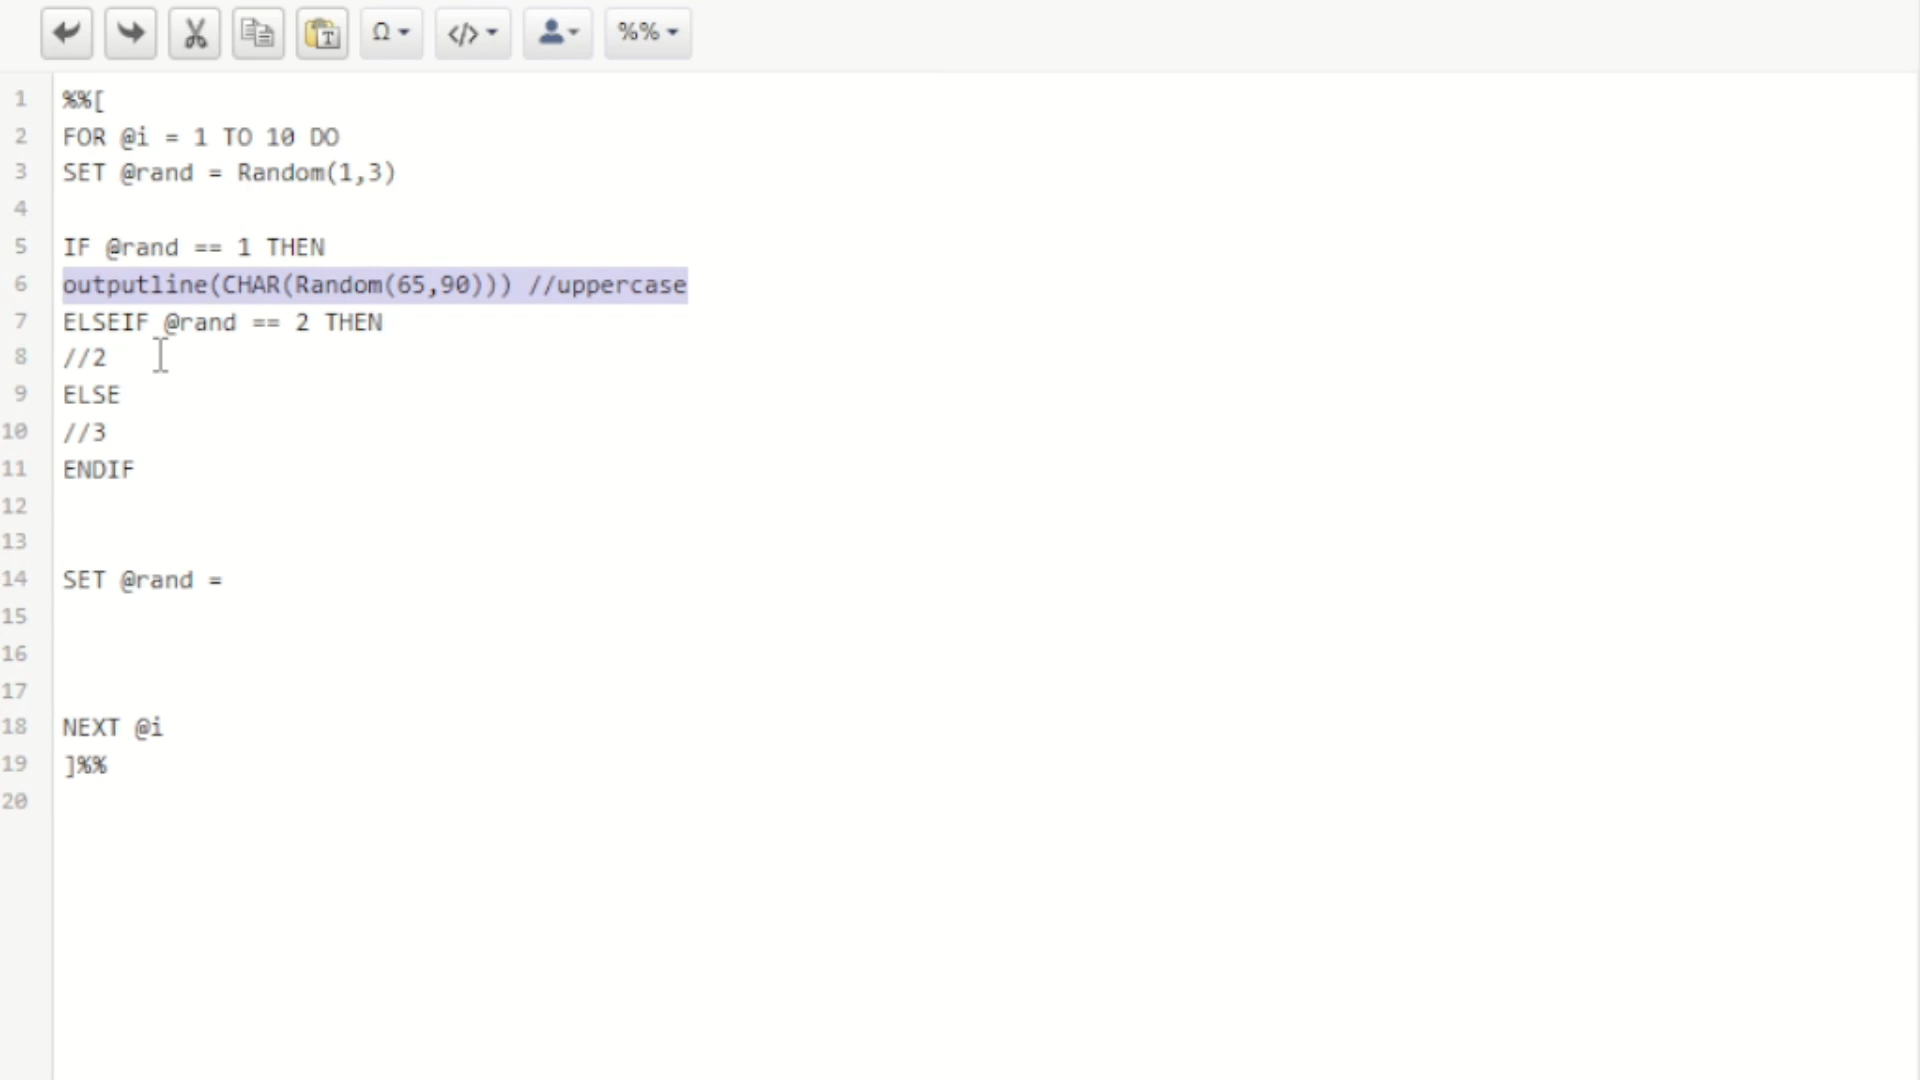 Ω </> %%
1 %%[
2 FOR @i = 1 TO 10 DO
3 SET @rand = Random(1,3)
4
5 IF @rand == 1 THEN
6 outputline(CHAR(Random(65,90))) //uppercase
7 ELSEIF @rand == 2 THEN
8 //2
9 ELSE
10 //3
11 ENDIF
12
13
14 SET @rand =
15
16
17
18 NEXT @i
19 ]%%
20